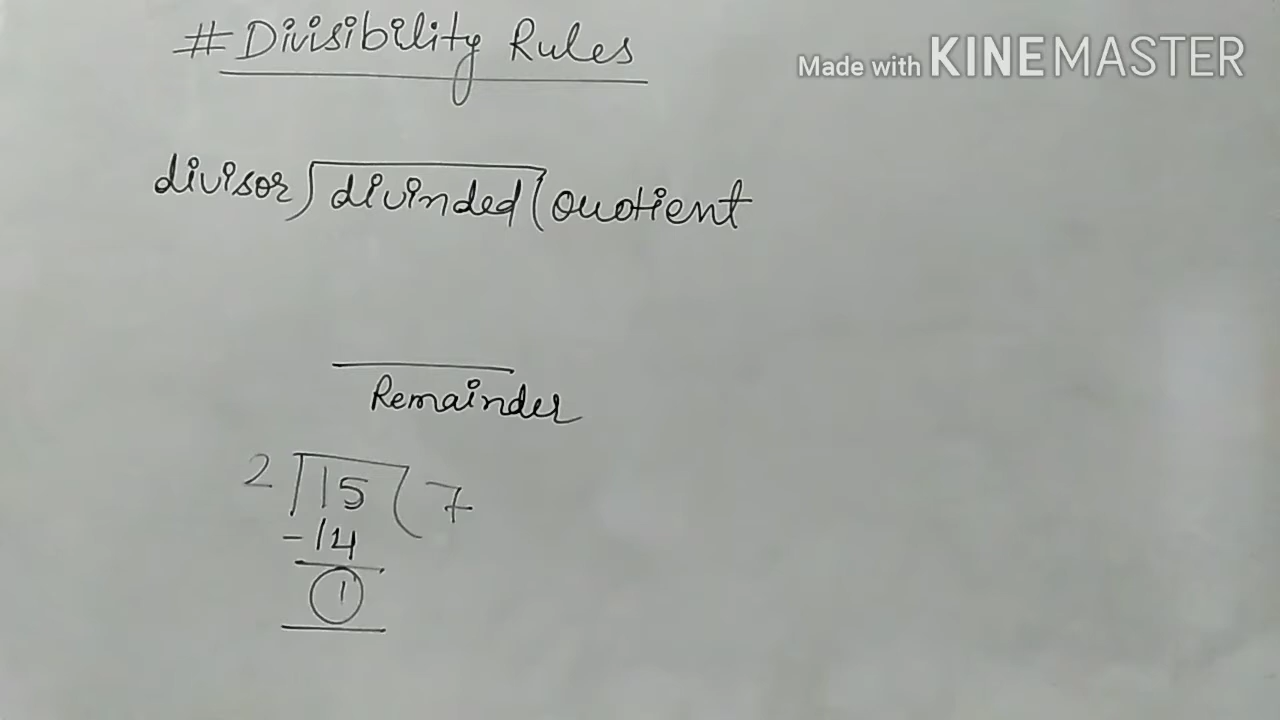 # Divisibility Rules
Made with KINEMASTER
divisor) divinded (quotient
Remainder
2 ) 15 ( 7
-14
1